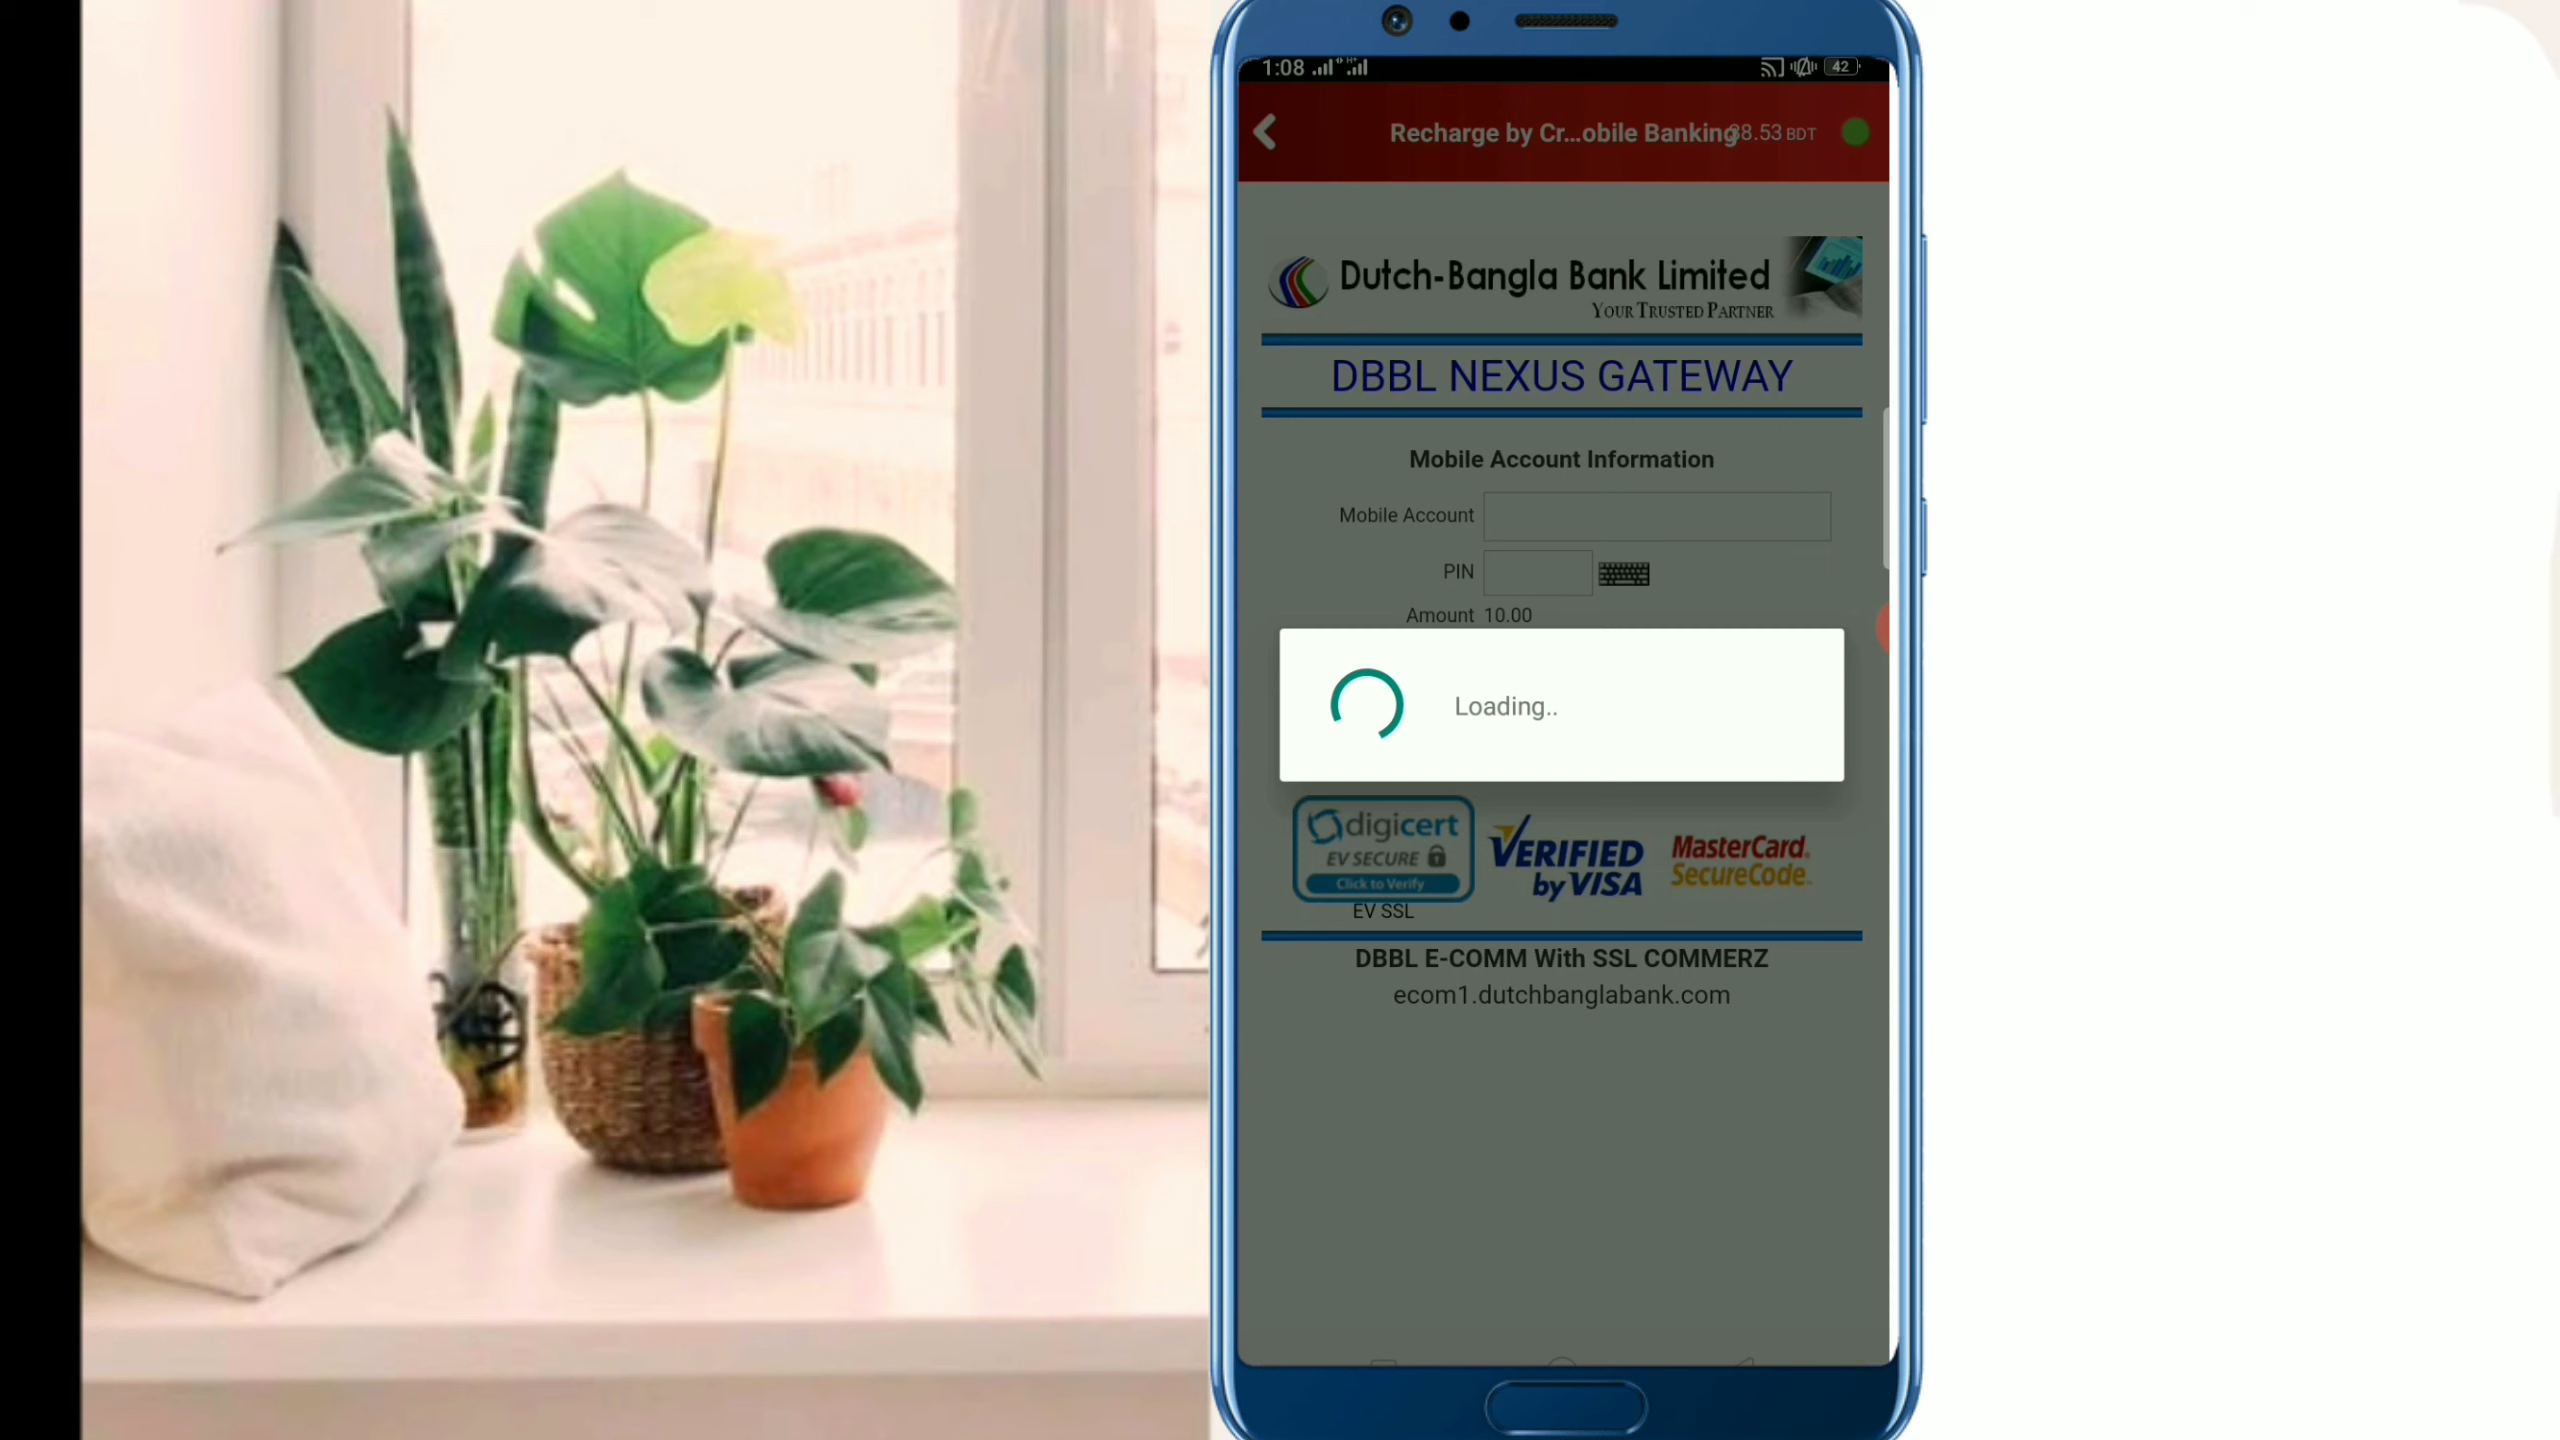 1:08 H+ 42
Recharge by Cr...obile Banking 8.53 BDT
Dutch-Bangla Bank Limited
YOUR TRUSTED PARTNER
DBBL NEXUS GATEWAY
Mobile Account Information
Mobile Account
PIN
Amount 10.00
Loading..
digicert
EV SECURE
Click to Verify
VERIFIED
by VISA
MasterCard.
SecureCode.
EV SSL
DBBL E-COMM With SSL COMMERZ
ecom1.dutchbanglabank.com